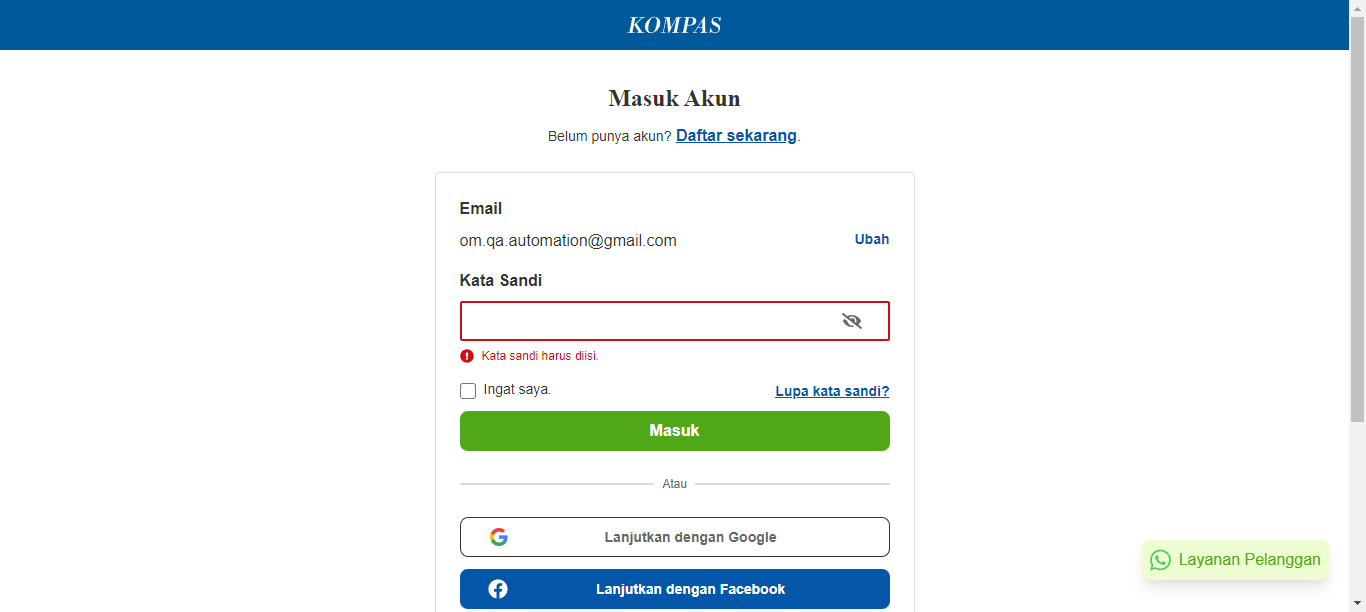 KOMPAS
Masuk Akun
Belum punya akun? Daftar sekarang.
Email
om.qa.automation@gmail.com Ubah
Kata Sandi
Kata sandi harus diisi.
Ingat saya. Lupa kata sandi?
Masuk
Atau
Lanjutkan dengan Google
Layanan Pelanggan
Lanjutkan dengan Facebook